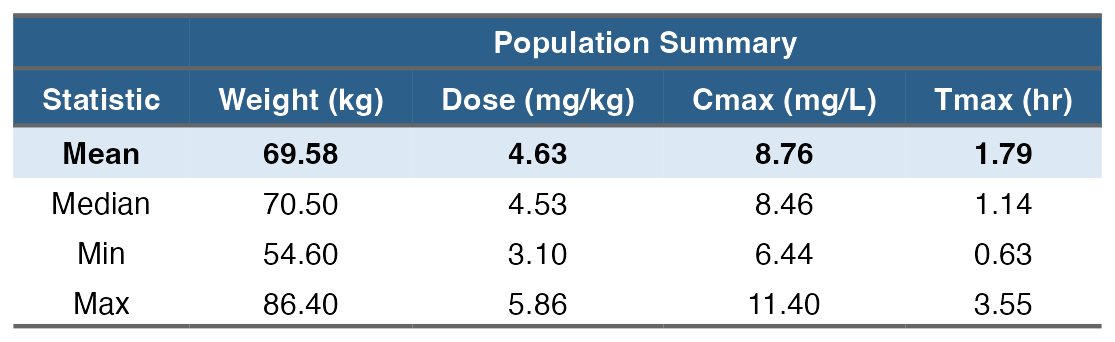 Population Summary
Statistic Weight (kg) Dose (mg/kg) Cmax (mg/L) Tmax (hr)
Mean 69.58 4.63 8.76 1.79
Median 70.50 4.53 8.46 1.14
Min 54.60 3.10 6.44 0.63
Max 86.40 5.86 11.40 3.55